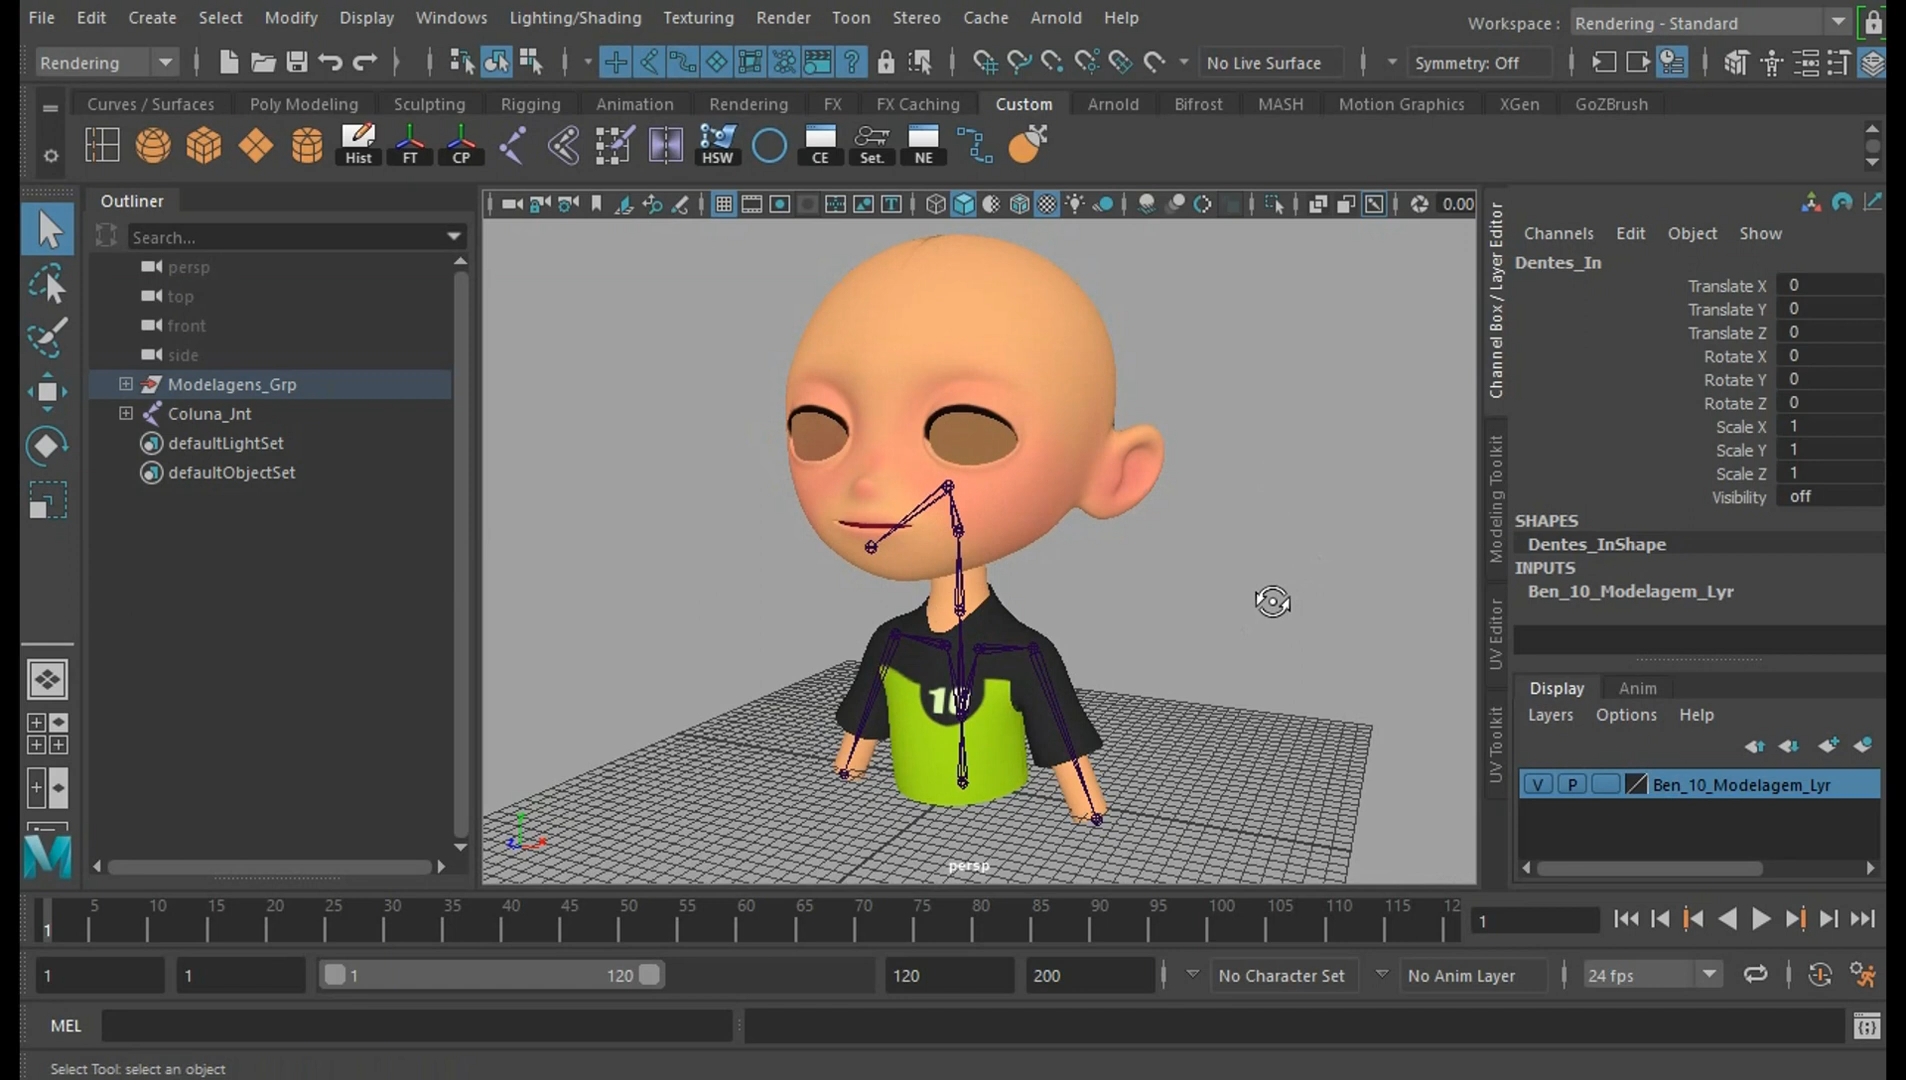 File Edit Create Select Modify Display Windows Lighting/Shading Texturing Render Toon Stereo Cache Arnold Help
Workspace : Rendering - Standard
Rendering
No Live Surface
Symmetry: Off
Curves / Surfaces Poly Modeling Sculpting Rigging Animation Rendering FX FX Caching Custom Arnold Bifrost MASH Motion Graphics XGen GoZBrush
Hist FT CP HSW CE Set. NE
Outliner
Search...
persp
top
front
side
Modelagens_Grp
Coluna_Jnt
defaultLightSet
defaultObjectSet
0.00
10
persp
Y
Z
X
Channel Box / Layer Editor
Modeling Toolkit
UV Editor
UV Toolkit
Channels Edit Object Show
Dentes_In
Translate X 0
Translate Y 0
Translate Z 0
Rotate X 0
Rotate Y 0
Rotate Z 0
Scale X 1
Scale Y 1
Scale Z 1
Visibility off
SHAPES
Dentes_InShape
INPUTS
Ben_10_Modelagem_Lyr
Display Anim
Layers Options Help
V P Ben_10_Modelagem_Lyr
5 10 15 20 25 30 35 40 45 50 55 60 65 70 75 80 85 90 95 100 105 110 115 12
1
1
1 1 1 120 120 200 No Character Set No Anim Layer 24 fps
MEL
Select Tool: select an object